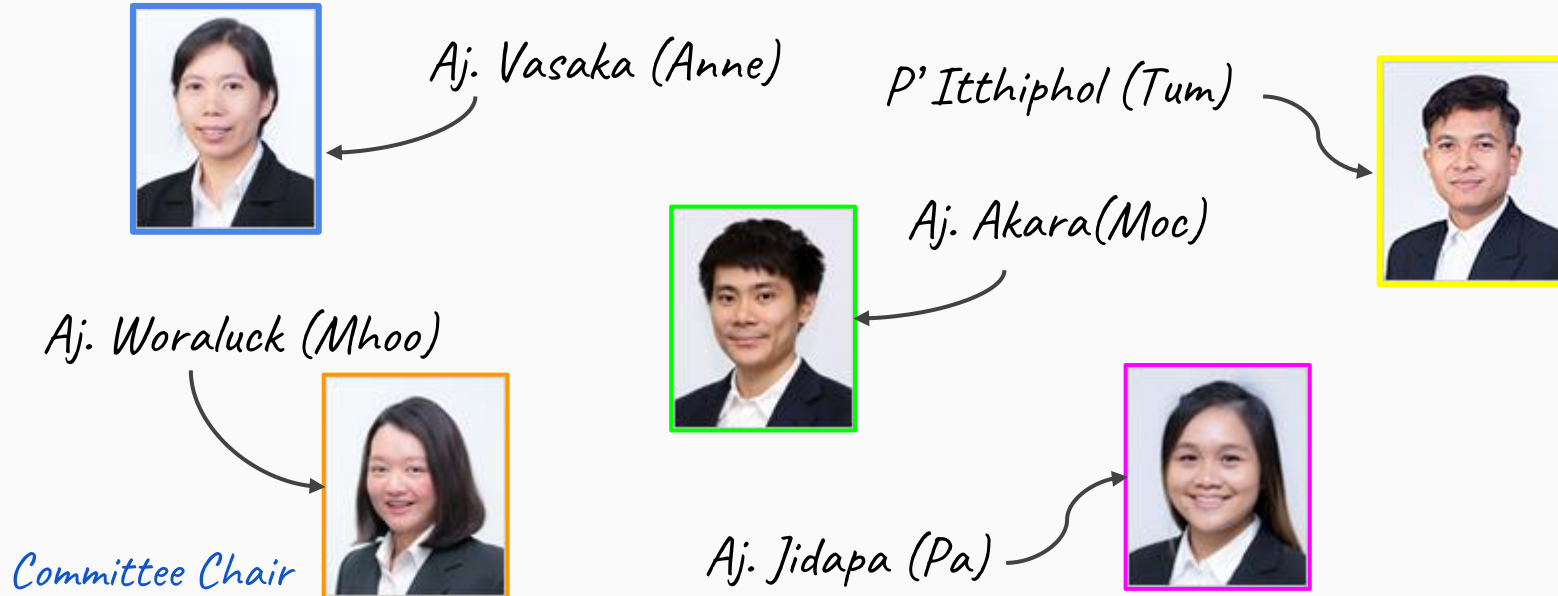 Aj. Vasaka (Anne)
P' Itthiphol (Tum)
Aj. Akara(Moc)
Aj. Woraluck (Mhoo)
Committee Chair
Aj. Jidapa (Pa)